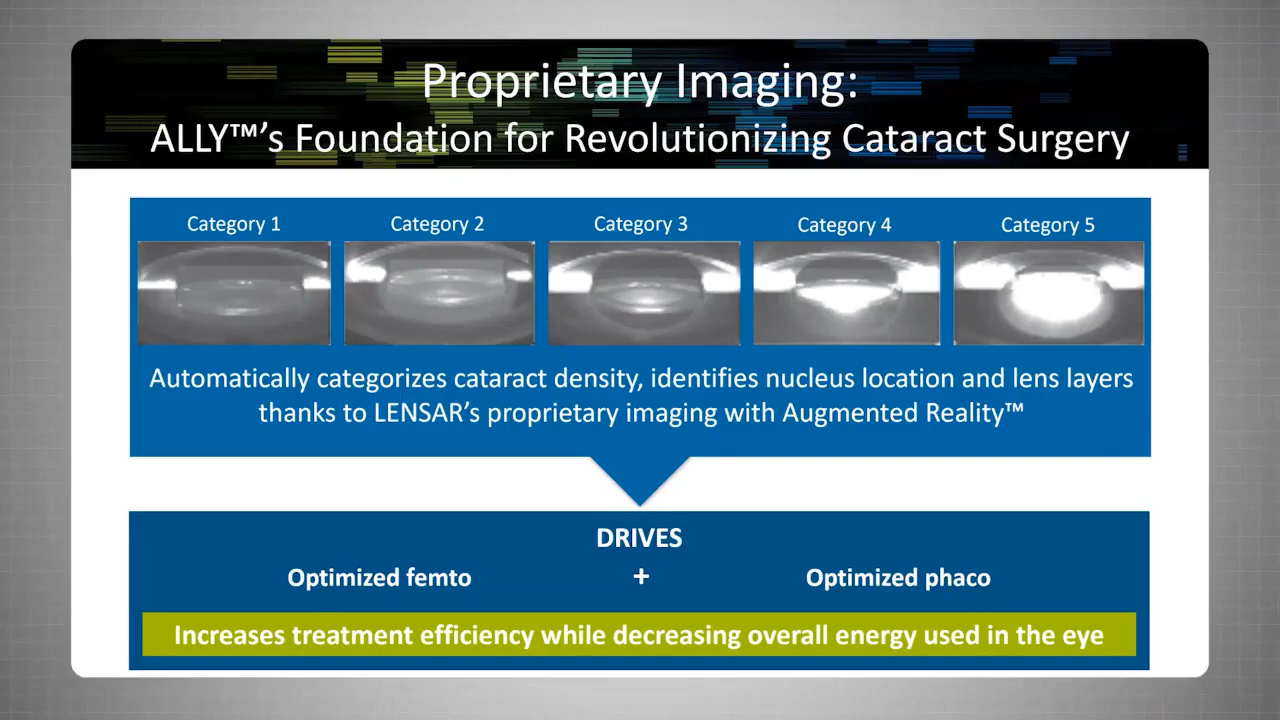 Proprietary Imaging:
ALLY™’s Foundation for Revolutionizing Cataract Surgery
Category 1
Category 2
Category 3
Category 4
Category 5
Automatically categorizes cataract density, identifies nucleus location and lens layers
thanks to LENSAR’s proprietary imaging with Augmented Reality™
DRIVES
Optimized femto + Optimized phaco
Increases treatment efficiency while decreasing overall energy used in the eye